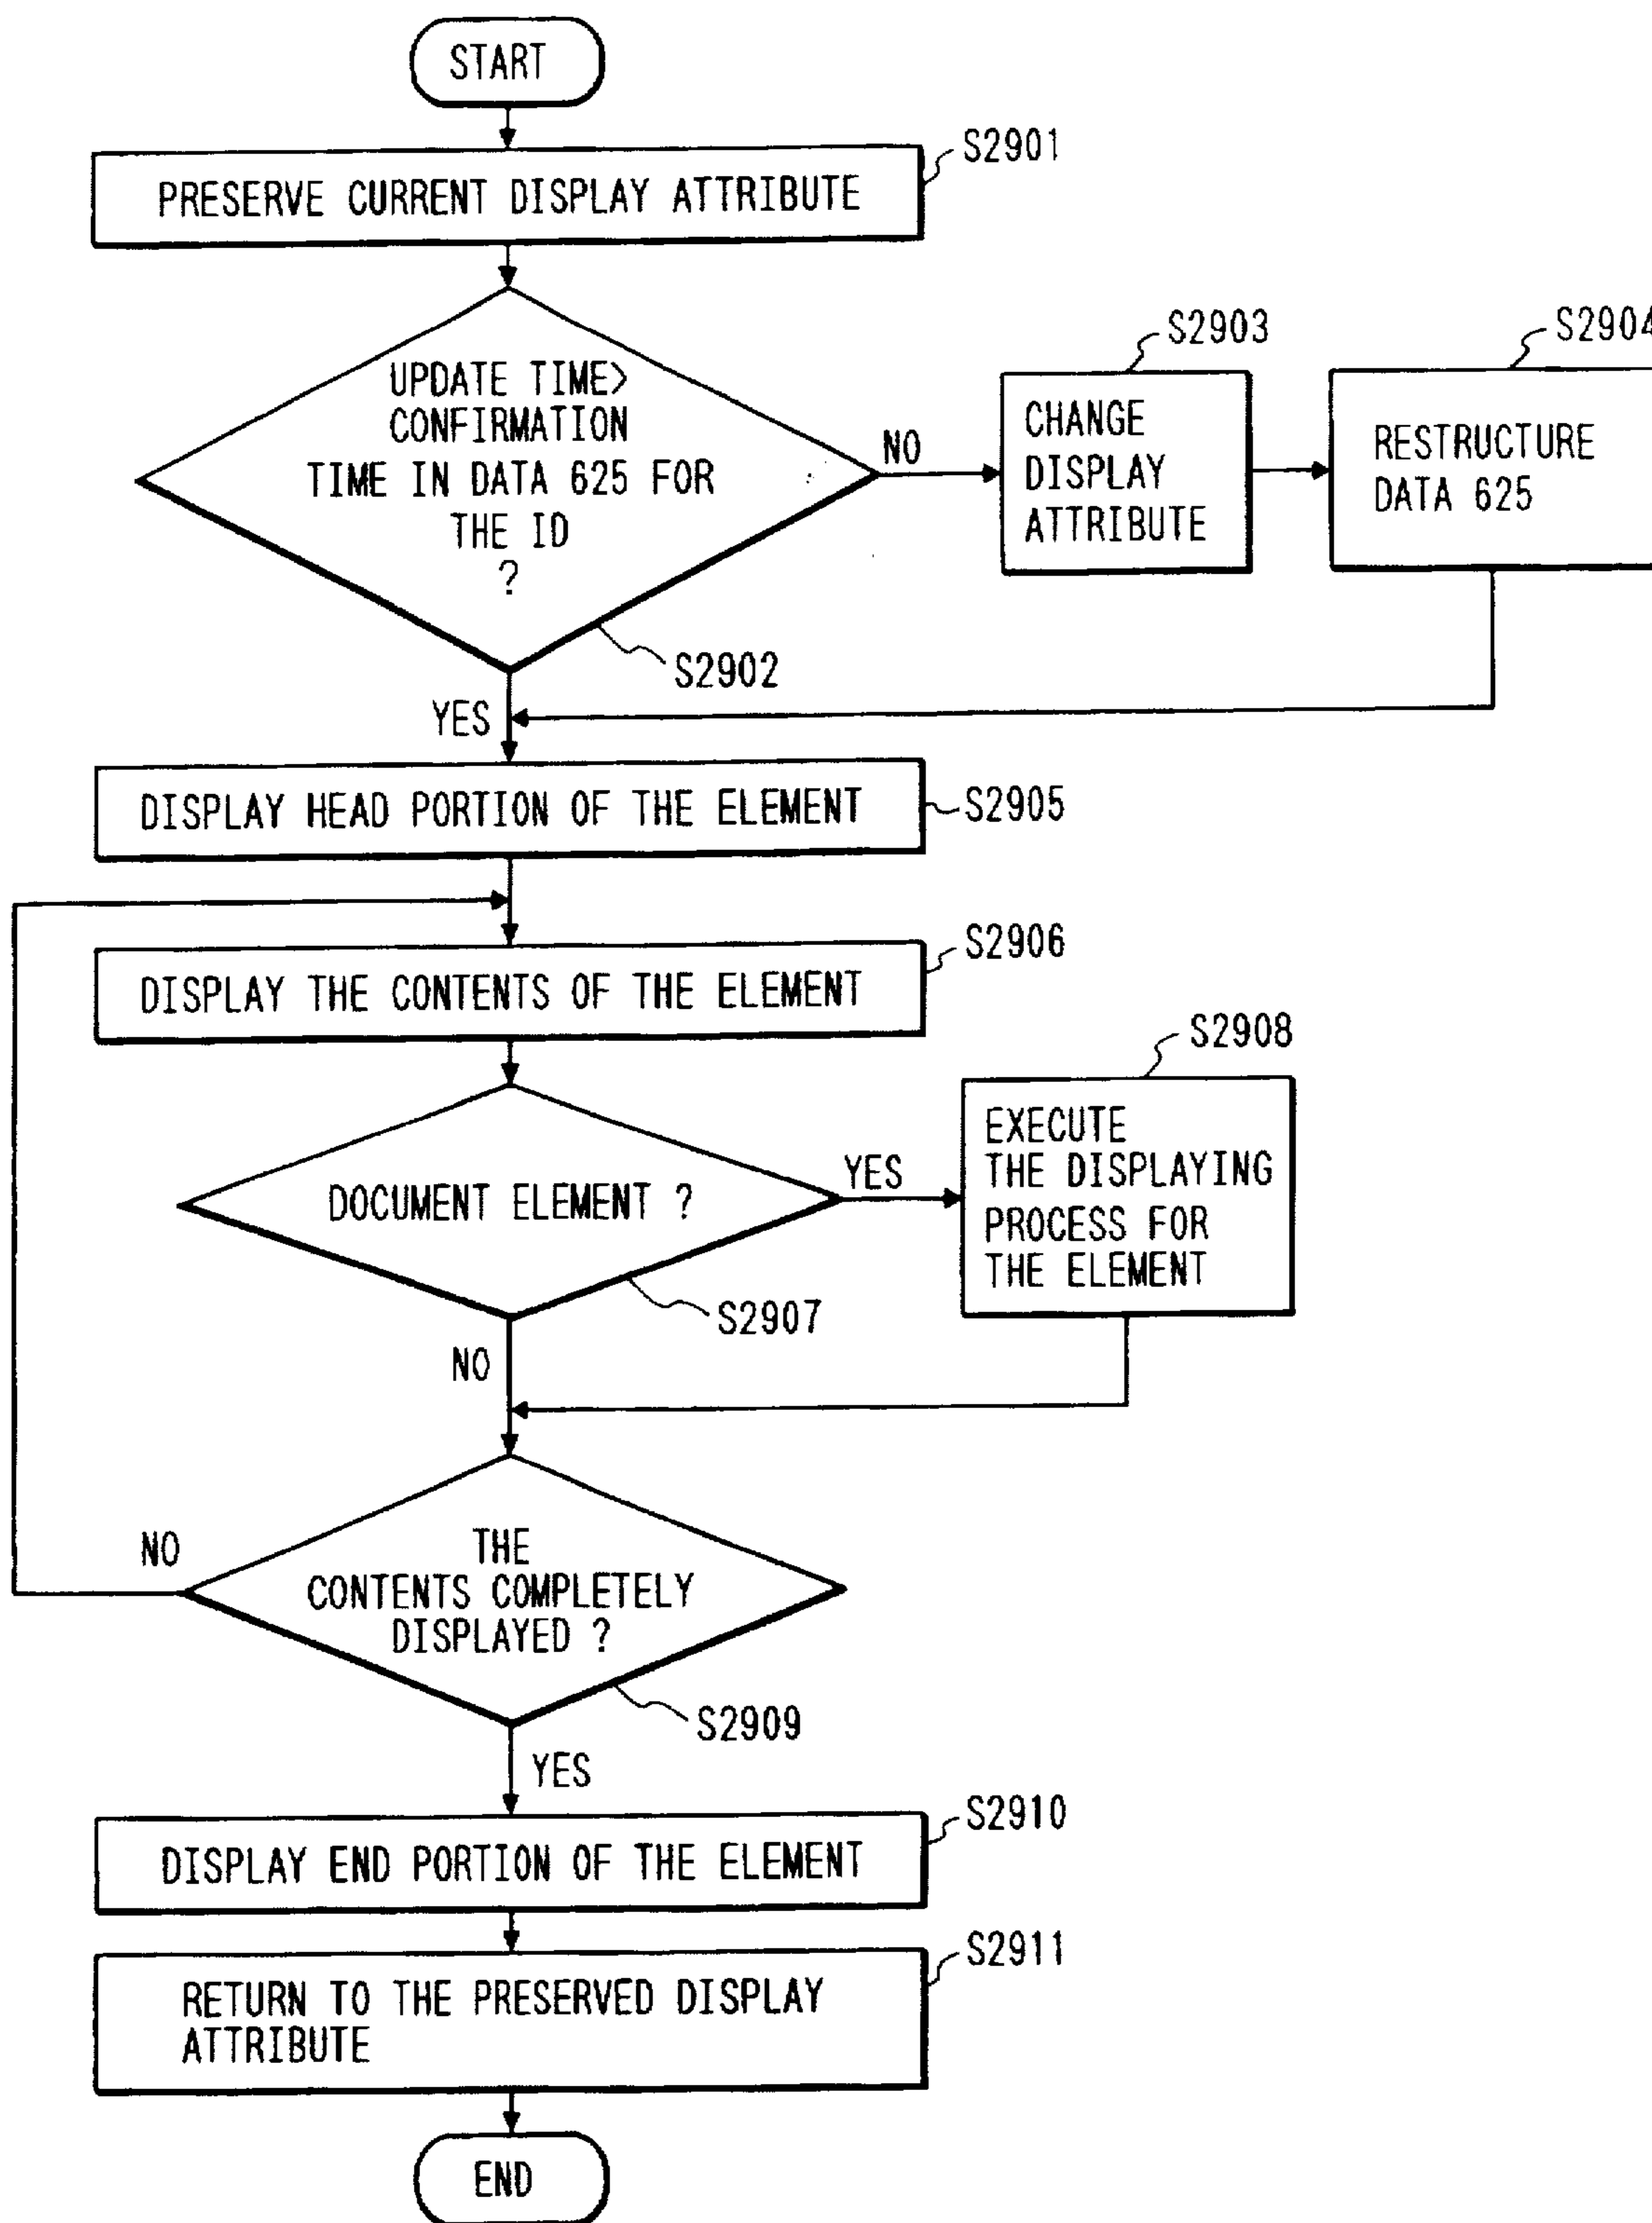 START
S2901
PRESERVE CURRENT DISPLAY ATTRIBUTE
UPDATE TIME>
CONFIRMATION
TIME IN DATA 625 FOR
THE ID
?
S2902
NO
S2903
CHANGE
DISPLAY
ATTRIBUTE
S2904
RESTRUCTURE
DATA 625
YES
DISPLAY HEAD PORTION OF THE ELEMENT
S2905
S2906
DISPLAY THE CONTENTS OF THE ELEMENT
DOCUMENT ELEMENT ?
S2907
YES
S2908
EXECUTE
THE DISPLAYING
PROCESS FOR
THE ELEMENT
NO
THE
CONTENTS COMPLETELY
DISPLAYED ?
NO
S2909
YES
S2910
DISPLAY END PORTION OF THE ELEMENT
S2911
RETURN TO THE PRESERVED DISPLAY
ATTRIBUTE
END